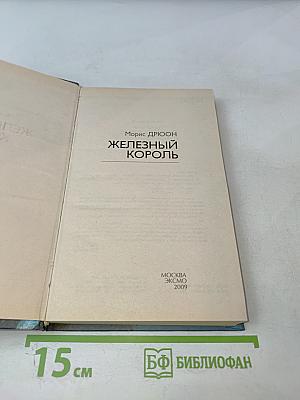 Морис ДРЮОН
ЖЕЛЕЗНЫЙ
КОРОЛЬ
МОСКВА
ЭКСМО
2009
15 см
БФ БИБЛИОФАН